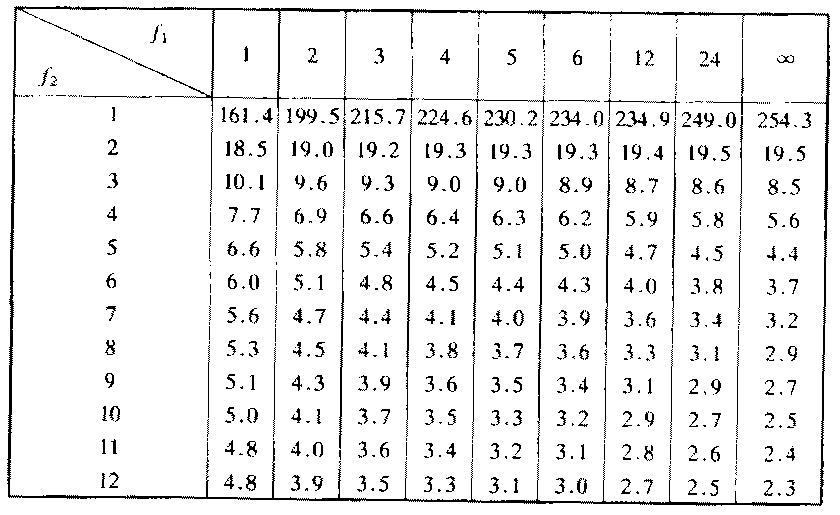 f₁
f₂ 1 2 3 4 5 6 12 24 ∞
1 161.4 199.5 215.7 224.6 230.2 234.0 234.9 249.0 254.3
2 18.5 19.0 19.2 19.3 19.3 19.3 19.4 19.5 19.5
3 10.1 9.6 9.3 9.0 9.0 8.9 8.7 8.6 8.5
4 7.7 6.9 6.6 6.4 6.3 6.2 5.9 5.8 5.6
5 6.6 5.8 5.4 5.2 5.1 5.0 4.7 4.5 4.4
6 6.0 5.1 4.8 4.5 4.4 4.3 4.0 3.8 3.7
7 5.6 4.7 4.4 4.1 4.0 3.9 3.6 3.4 3.2
8 5.3 4.5 4.1 3.8 3.7 3.6 3.3 3.1 2.9
9 5.1 4.3 3.9 3.6 3.5 3.4 3.1 2.9 2.7
10 5.0 4.1 3.7 3.5 3.3 3.2 2.9 2.7 2.5
11 4.8 4.0 3.6 3.4 3.2 3.1 2.8 2.6 2.4
12 4.8 3.9 3.5 3.3 3.1 3.0 2.7 2.5 2.3